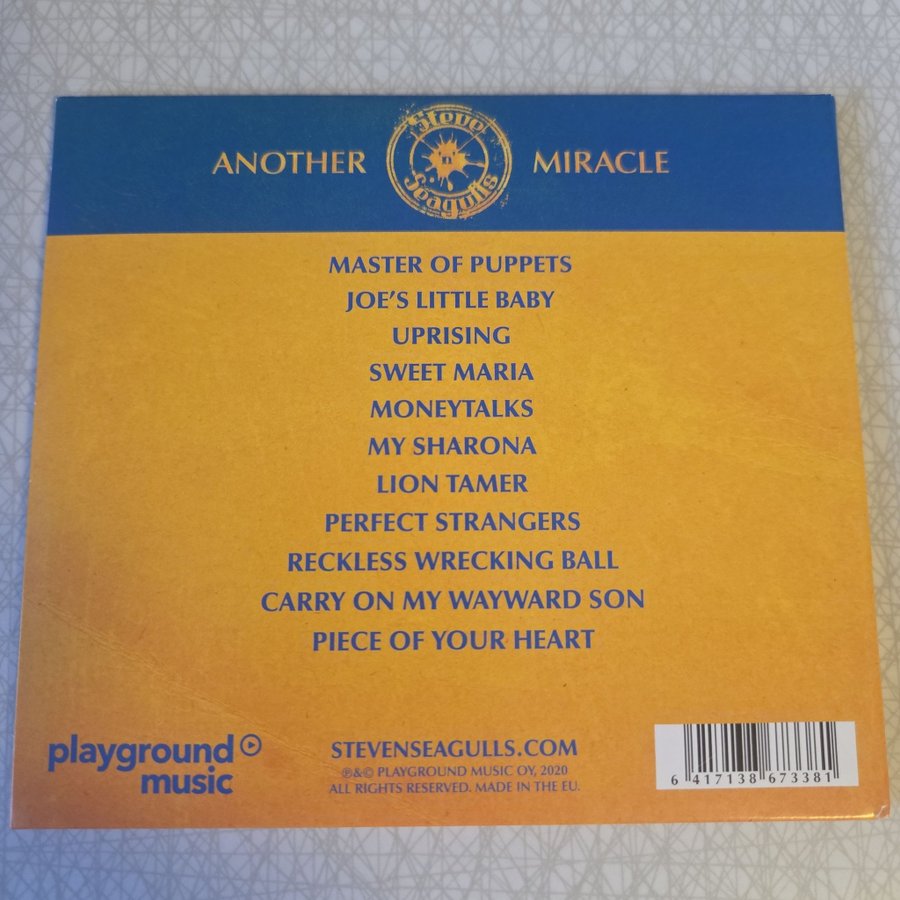 ANOTHER
Steve
'n'
Seagulls
MIRACLE
MASTER OF PUPPETS
JOE'S LITTLE BABY
UPRISING
SWEET MARIA
MONEYTALKS
MY SHARONA
LION TAMER
PERFECT STRANGERS
RECKLESS WRECKING BALL
CARRY ON MY WAYWARD SON
PIECE OF YOUR HEART
playground
music
STEVENSEAGULLS.COM
℗&© PLAYGROUND MUSIC OY, 2020
ALL RIGHTS RESERVED. MADE IN THE EU.
6 417138 673381